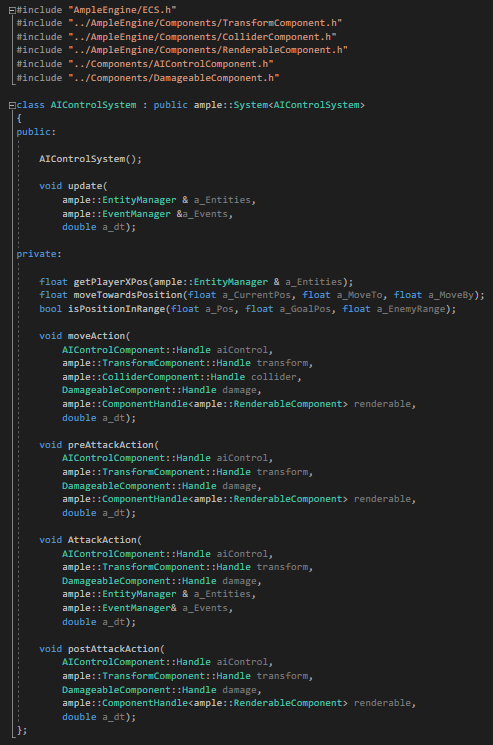 #include "AmpleEngine/ECS.h"
#include "../AmpleEngine/Components/TransformComponent.h"
#include "../AmpleEngine/Components/ColliderComponent.h"
#include "../AmpleEngine/Components/RenderableComponent.h"
#include "../Components/AIControlComponent.h"
#include "../Components/DamageableComponent.h"

class AIControlSystem : public ample::System<AIControlSystem>
{
public:

    AIControlSystem();

    void update(
        ample::EntityManager & a_Entities,
        ample::EventManager &a_Events,
        double a_dt);

private:

    float getPlayerXPos(ample::EntityManager & a_Entities);
    float moveTowardsPosition(float a_CurrentPos, float a_MoveTo, float a_MoveBy);
    bool isPositionInRange(float a_Pos, float a_GoalPos, float a_EnemyRange);

    void moveAction(
        AIControlComponent::Handle aiControl,
        ample::TransformComponent::Handle transform,
        ample::ColliderComponent::Handle collider,
        DamageableComponent::Handle damage,
        ample::ComponentHandle<ample::RenderableComponent> renderable,
        double a_dt);

    void preAttackAction(
        AIControlComponent::Handle aiControl,
        ample::TransformComponent::Handle transform,
        DamageableComponent::Handle damage,
        ample::ComponentHandle<ample::RenderableComponent> renderable,
        double a_dt);

    void AttackAction(
        AIControlComponent::Handle aiControl,
        ample::TransformComponent::Handle transform,
        DamageableComponent::Handle damage,
        ample::EntityManager & a_Entities,
        ample::EventManager& a_Events,
        double a_dt);

    void postAttackAction(
        AIControlComponent::Handle aiControl,
        ample::TransformComponent::Handle transform,
        DamageableComponent::Handle damage,
        ample::ComponentHandle<ample::RenderableComponent> renderable,
        double a_dt);
};